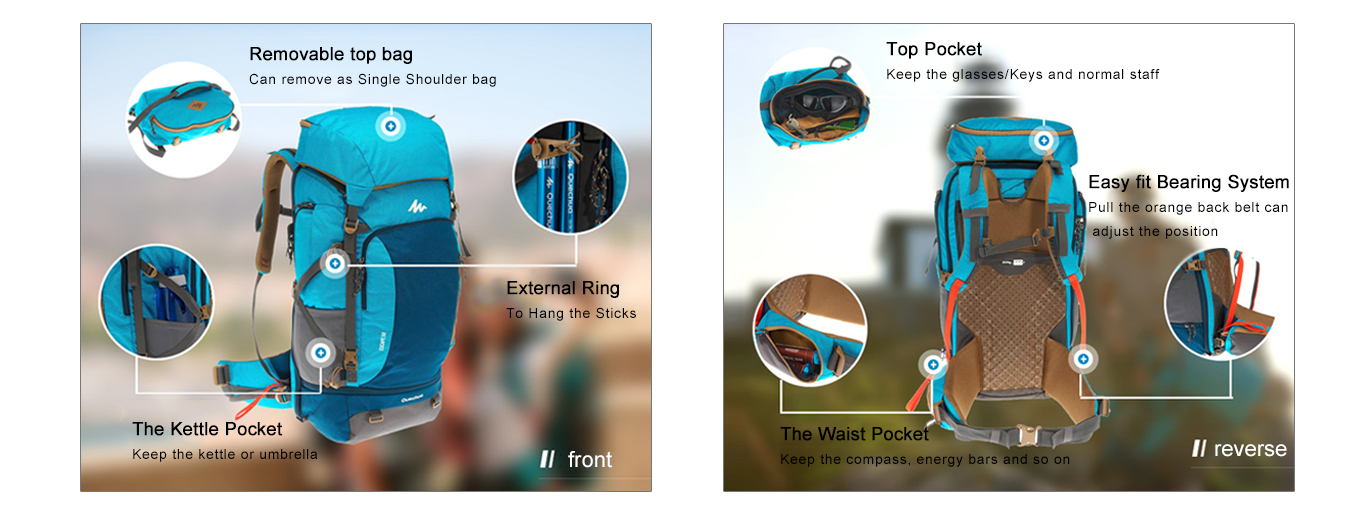 Removable top bag
Can remove as Single Shoulder bag
Quechua
Quechua
External Ring
To Hang the Sticks
Quechua
The Kettle Pocket
Keep the kettle or umbrella
front
Top Pocket
Keep the glasses/Keys and normal staff
Easy fit Bearing System
Pull the orange back belt can
adjust the position
The Waist Pocket
Keep the compass, energy bars and so on
reverse